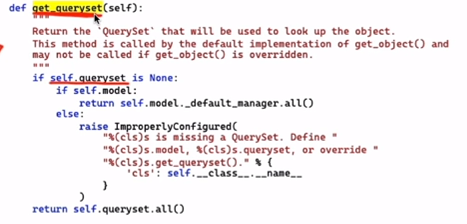 def get_queryset(self):
"""
Return the `QuerySet` that will be used to look up the object.
This method is called by the default implementation of get_object() and
may not be called if get_object() is overridden.
"""
if self.queryset is None:
if self.model:
return self.model._default_manager.all()
else:
raise ImproperlyConfigured(
"%(cls)s is missing a QuerySet. Define "
"%(cls)s.model, %(cls)s.queryset, or override "
"%(cls)s.get_queryset()." % {
'cls': self.__class__.__name__
}
)
return self.queryset.all()